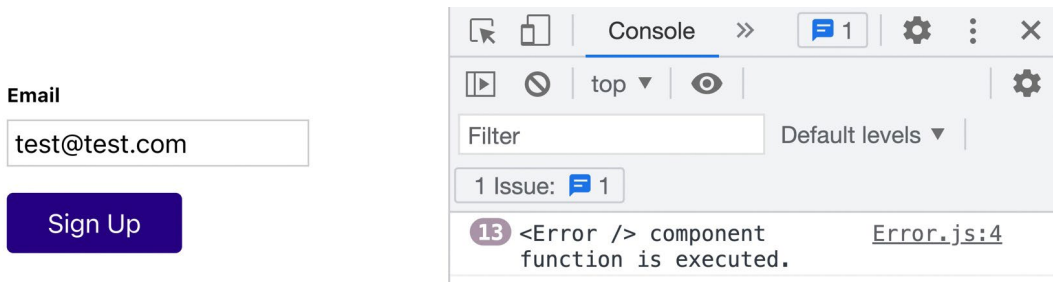 Email
test@test.com
Sign Up
Console
1
top
Filter
Default levels
1 Issue: 1
13 <Error /> component Error.js:4
function is executed.